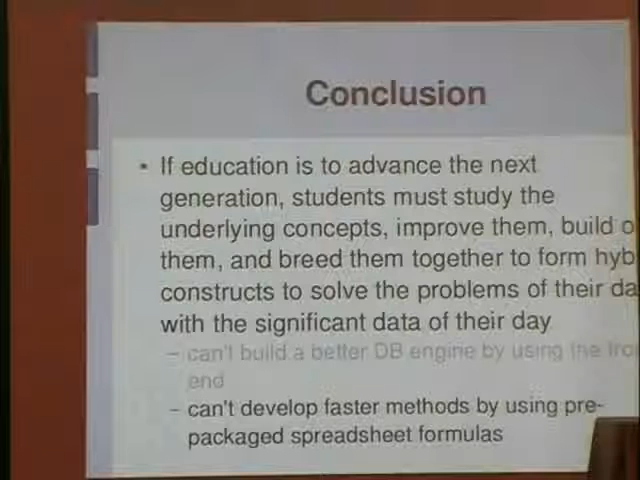 Conclusion
• If education is to advance the next
generation, students must study the
underlying concepts, improve them, build o
them, and breed them together to form hyb
constructs to solve the problems of their da
with the significant data of their day
– can't build a better DB engine by using the fro
end
– can't develop faster methods by using pre-
packaged spreadsheet formulas